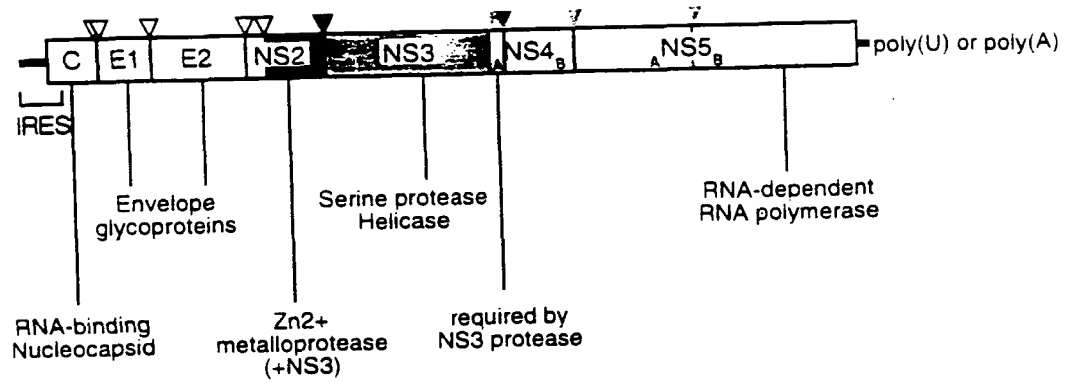 C E1 E2 NS2 NS3 A NS4 B NS5 A B poly(U) or poly(A)
IRES
Envelope
glycoproteins
Serine protease
Helicase
RNA-dependent
RNA polymerase
RNA-binding
Nucleocapsid
Zn2+
metalloprotease
(+NS3)
required by
NS3 protease